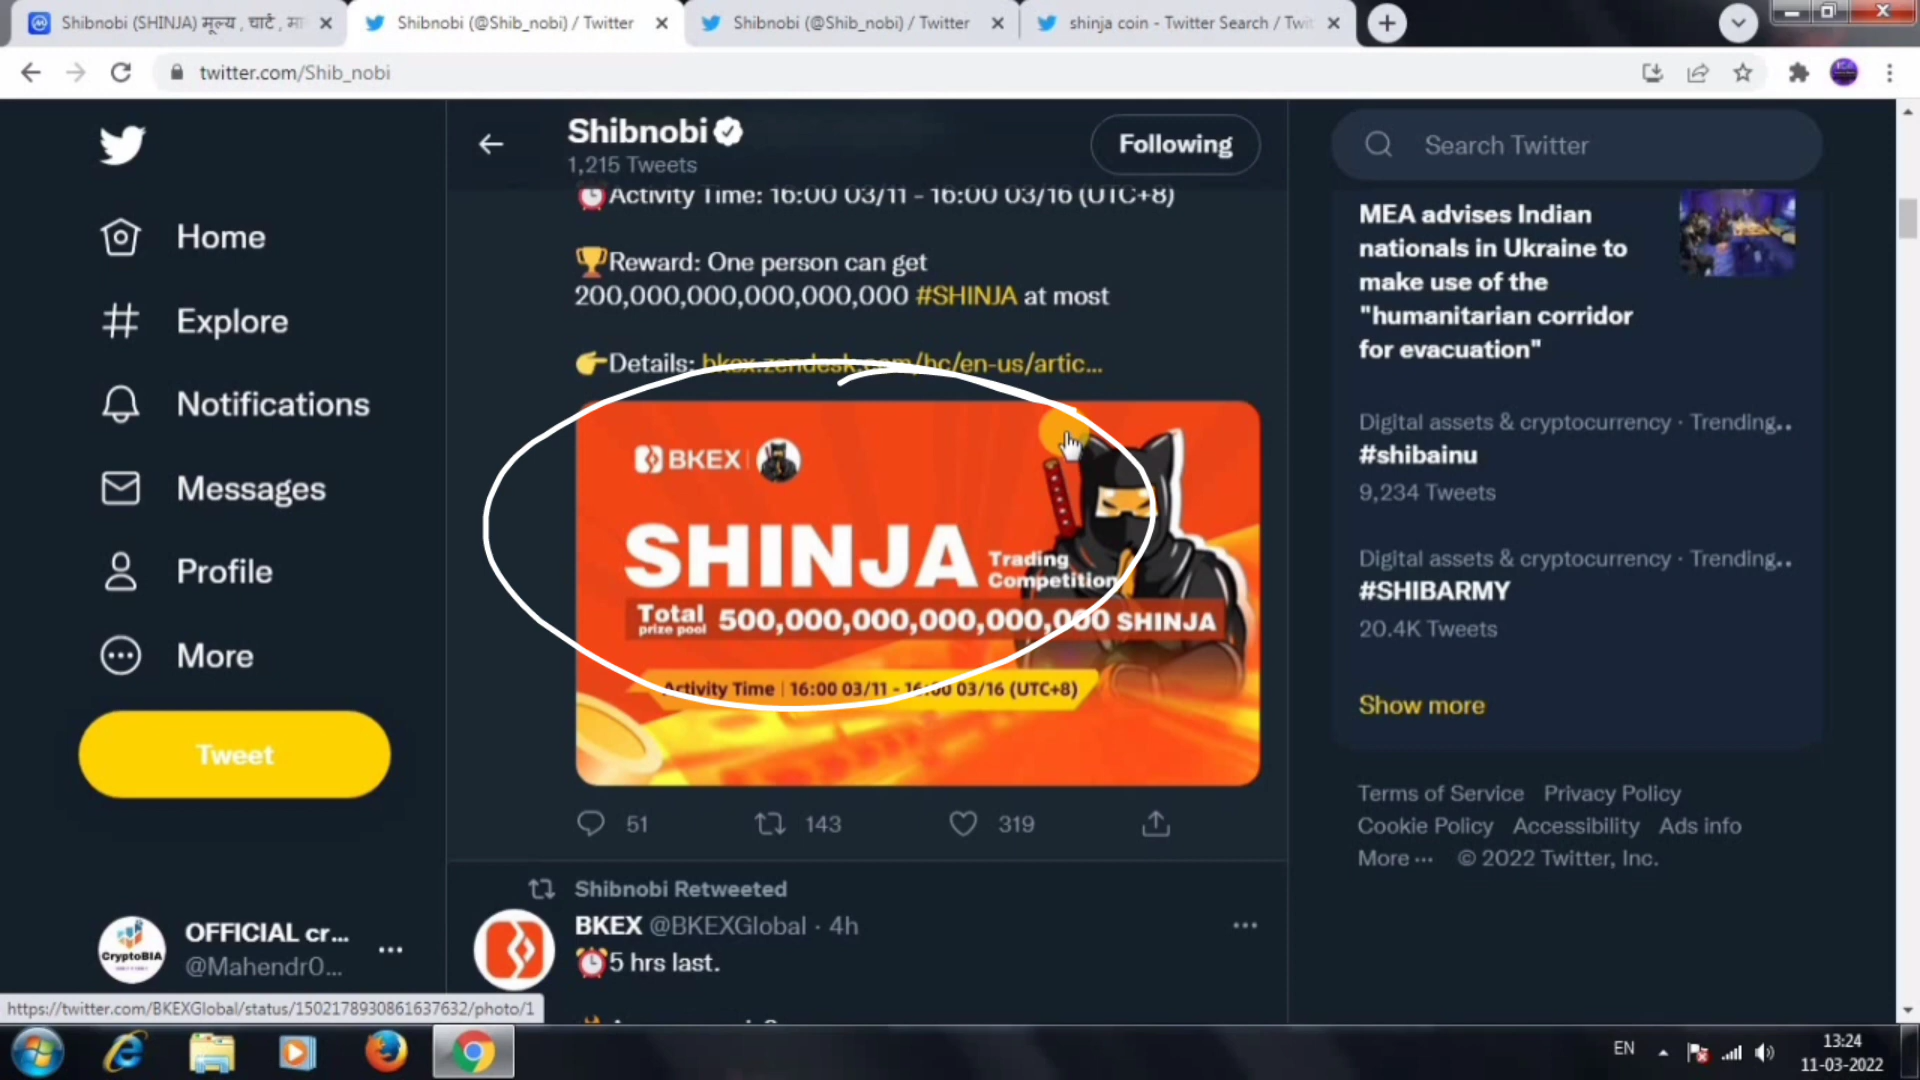 Shibnobi (SHINJA) मूल्य , चार्ट , मा
Shibnobi (@Shib_nobi) / Twitter
Shibnobi (@Shib_nobi) / Twitter
shinja coin - Twitter Search / Twi
twitter.com/Shib_nobi
Home
Explore
Notifications
Messages
Profile
More
Tweet
OFFICIAL cr...
@Mahendr0...
CryptoBIA
Shibnobi
1,215 Tweets
Following
Activity Time: 16:00 03/11 - 16:00 03/16 (UTC+8)
Reward: One person can get
200,000,000,000,000,000 #SHINJA at most
Details: bkex.zendesk.com/hc/en-us/artic...
BKEX
SHINJA Trading Competition
Total prize pool 500,000,000,000,000,000 SHINJA
Activity Time | 16:00 03/11 - 16:00 03/16 (UTC+8)
51 143 319
Shibnobi Retweeted
BKEX @BKEXGlobal · 4h
5 hrs last.
Search Twitter
MEA advises Indian
nationals in Ukraine to
make use of the
"humanitarian corridor
for evacuation"
Digital assets & cryptocurrency · Trending..
#shibainu
9,234 Tweets
Digital assets & cryptocurrency · Trending..
#SHIBARMY
20.4K Tweets
Show more
Terms of Service Privacy Policy
Cookie Policy Accessibility Ads info
More ··· © 2022 Twitter, Inc.
https://twitter.com/BKEXGlobal/status/1502178930861637632/photo/1
EN
13:24
11-03-2022